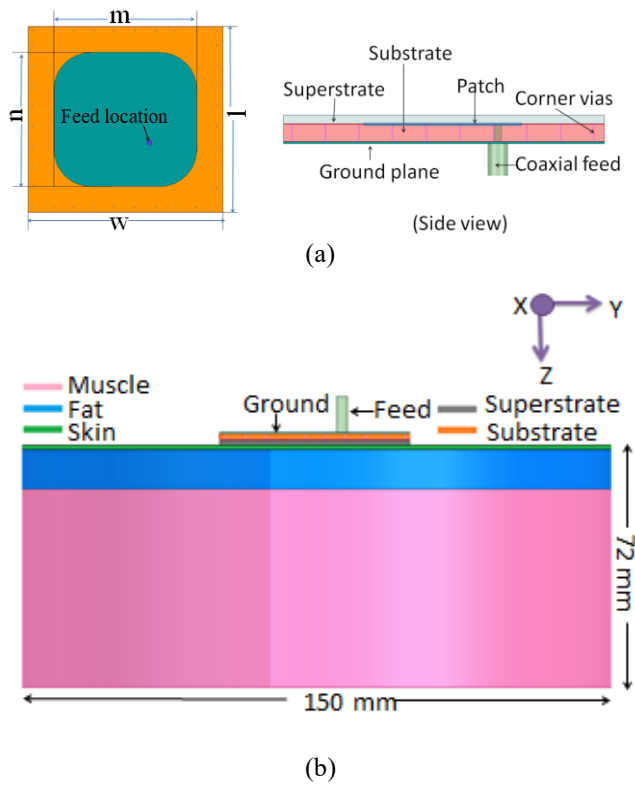 m
n
Feed location
l
w
Substrate
Superstrate
Patch
Corner vias
Ground plane
Coaxial feed
(Side view)
(a)
X
Y
Z
Muscle
Fat
Skin
Ground
Feed
Superstrate
Substrate
72 mm
150 mm
(b)